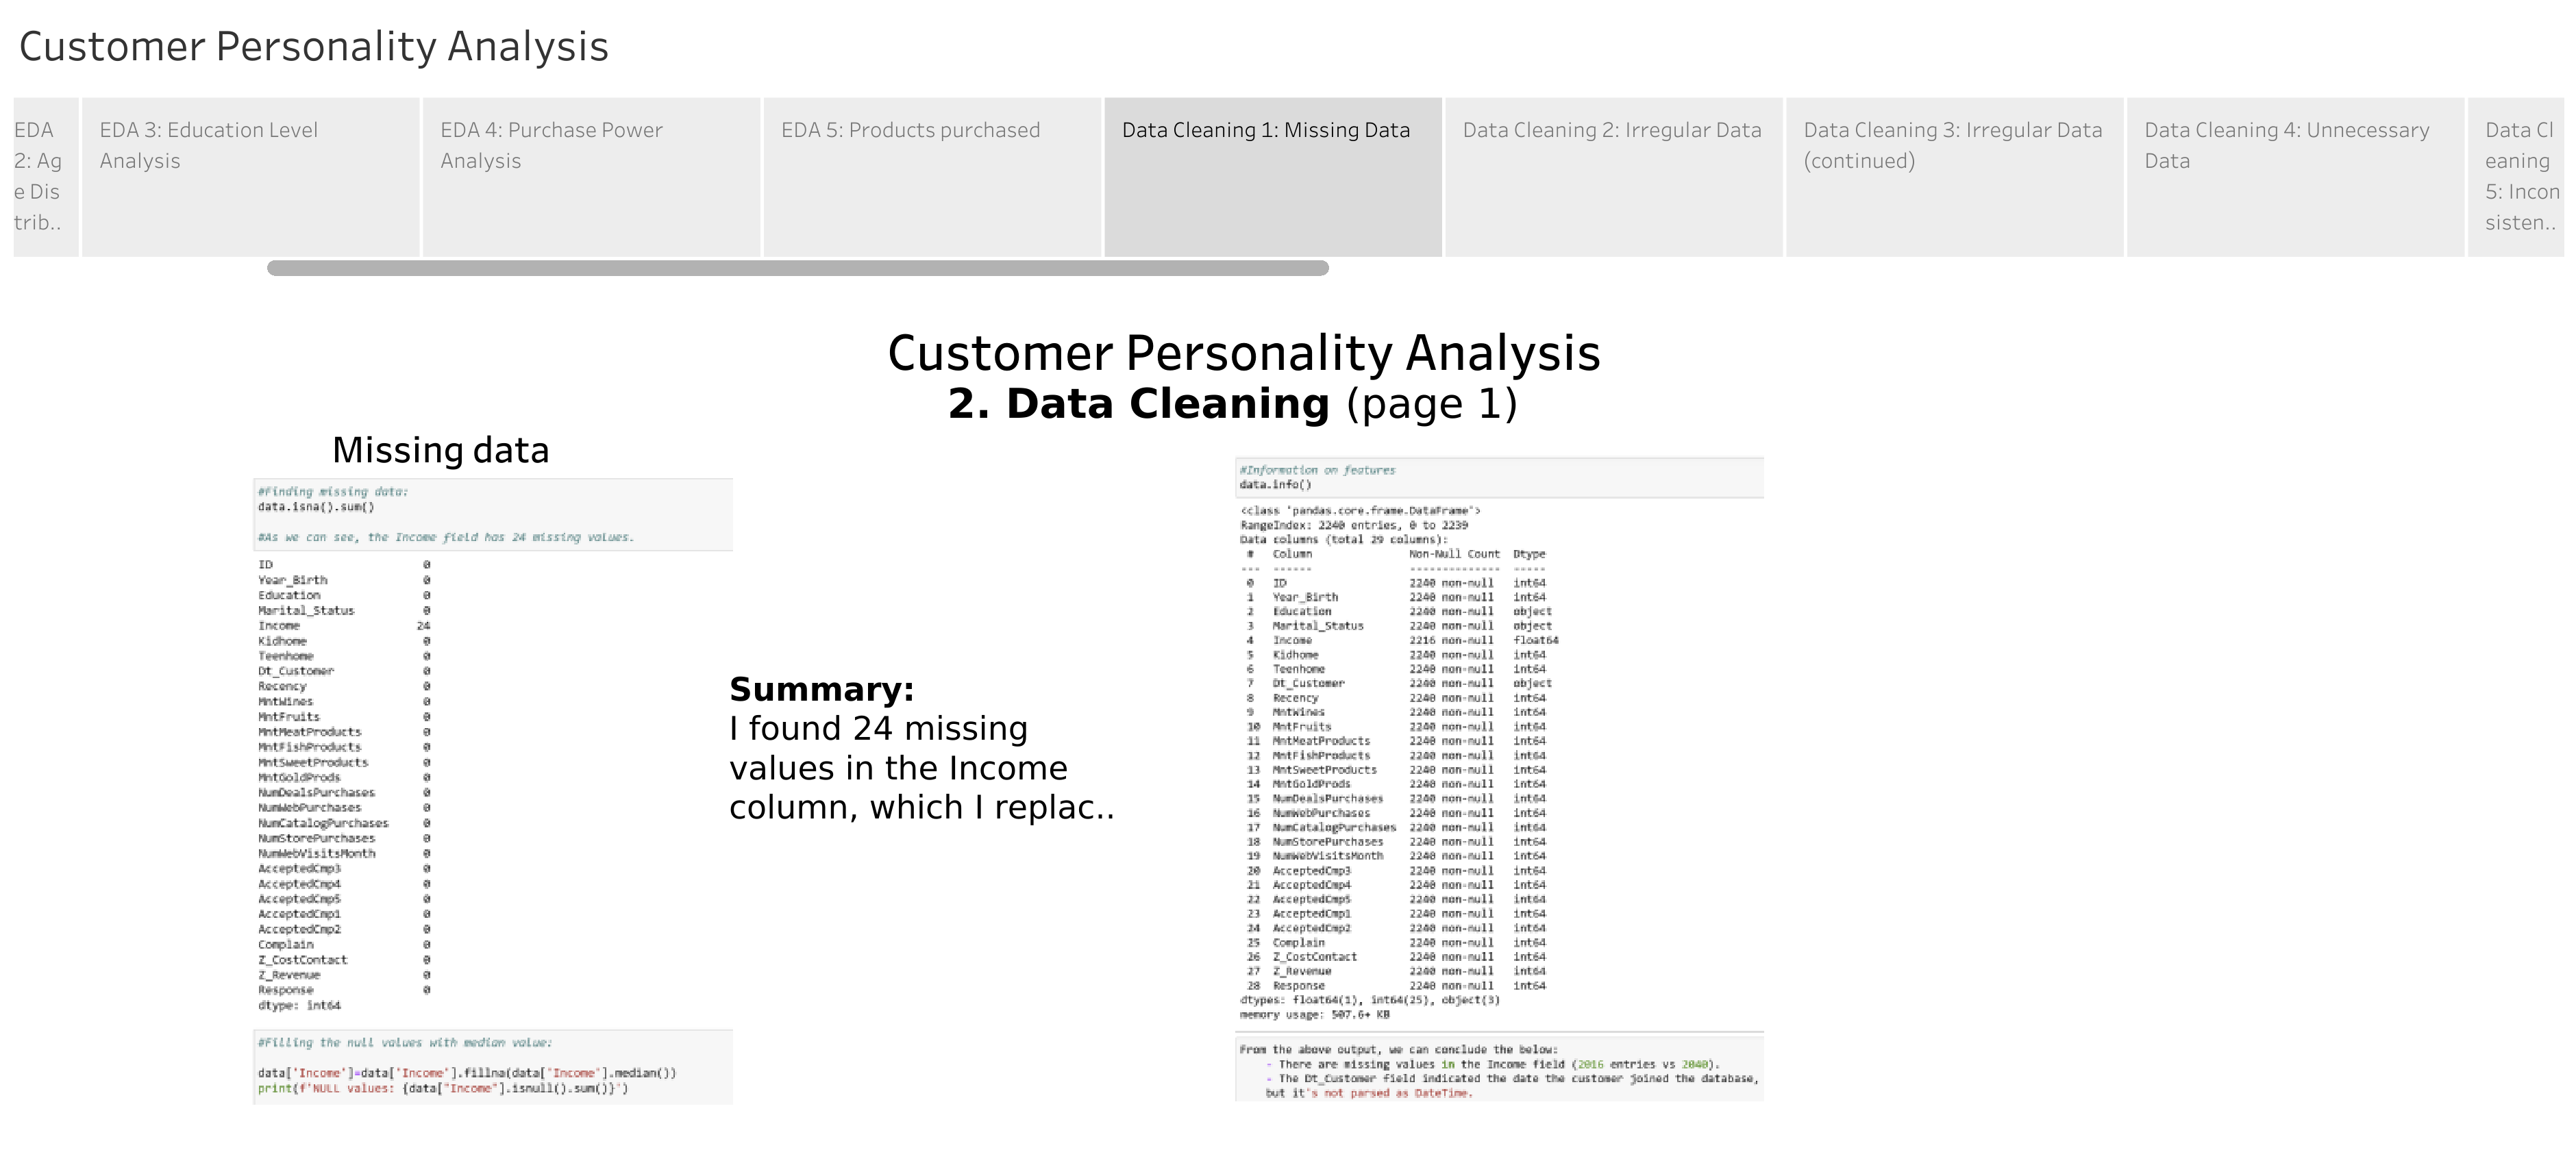 Customer Personality Analysis
EDA
2: Ag
e Dis
trib..
EDA 3: Education Level
Analysis
EDA 4: Purchase Power
Analysis
EDA 5: Products purchased
Data Cleaning 1: Missing Data
Data Cleaning 2: Irregular Data
Data Cleaning 3: Irregular Data
(continued)
Data Cleaning 4: Unnecessary
Data
Data Cl
eaning
5: Incon
sisten..
Customer Personality Analysis
2. Data Cleaning (page 1)
Missing data
#Finding missing data:
data.isna().sum()
#As we can see, the Income field has 24 missing values.
ID 0
Year_Birth 0
Education 0
Marital_Status 0
Income 24
Kidhome 0
Teenhome 0
Dt_Customer 0
Recency 0
MntWines 0
MntFruits 0
MntMeatProducts 0
MntFishProducts 0
MntSweetProducts 0
MntGoldProds 0
NumDealsPurchases 0
NumWebPurchases 0
NumCatalogPurchases 0
NumStorePurchases 0
NumWebVisitsMonth 0
AcceptedCmp3 0
AcceptedCmp4 0
AcceptedCmp5 0
AcceptedCmp1 0
AcceptedCmp2 0
Complain 0
Z_CostContact 0
Z_Revenue 0
Response 0
dtype: int64
#Filling the null values with median value:
data['Income']=data['Income'].fillna(data["Income"].median())
print(f'NULL values: {data["Income"].isnull().sum()}')
Summary:
I found 24 missing
values in the Income
column, which I replac..
#Information on features
data.info()
<class 'pandas.core.frame.DataFrame'>
RangeIndex: 2240 entries, 0 to 2239
Data columns (total 29 columns):
# Column Non-Null Count Dtype
--- ------ -------------- -----
0 ID 2240 non-null int64
1 Year_Birth 2240 non-null int64
2 Education 2240 non-null object
3 Marital_Status 2240 non-null object
4 Income 2216 non-null float64
5 Kidhome 2240 non-null int64
6 Teenhome 2240 non-null int64
7 Dt_Customer 2240 non-null object
8 Recency 2240 non-null int64
9 MntWines 2240 non-null int64
10 MntFruits 2240 non-null int64
11 MntMeatProducts 2240 non-null int64
12 MntFishProducts 2240 non-null int64
13 MntSweetProducts 2240 non-null int64
14 MntGoldProds 2240 non-null int64
15 NumDealsPurchases 2240 non-null int64
16 NumWebPurchases 2240 non-null int64
17 NumCatalogPurchases 2240 non-null int64
18 NumStorePurchases 2240 non-null int64
19 NumWebVisitsMonth 2240 non-null int64
20 AcceptedCmp3 2240 non-null int64
21 AcceptedCmp4 2240 non-null int64
22 AcceptedCmp5 2240 non-null int64
23 AcceptedCmp1 2240 non-null int64
24 AcceptedCmp2 2240 non-null int64
25 Complain 2240 non-null int64
26 Z_CostContact 2240 non-null int64
27 Z_Revenue 2240 non-null int64
28 Response 2240 non-null int64
dtypes: float64(1), int64(25), object(3)
memory usage: 507.6+ KB
From the above output, we can conclude the below:
- There are missing values in the Income field (2016 entries vs 2040).
- The Dt_Customer field indicated the date the customer joined the database,
but it's not parsed as DateTime.